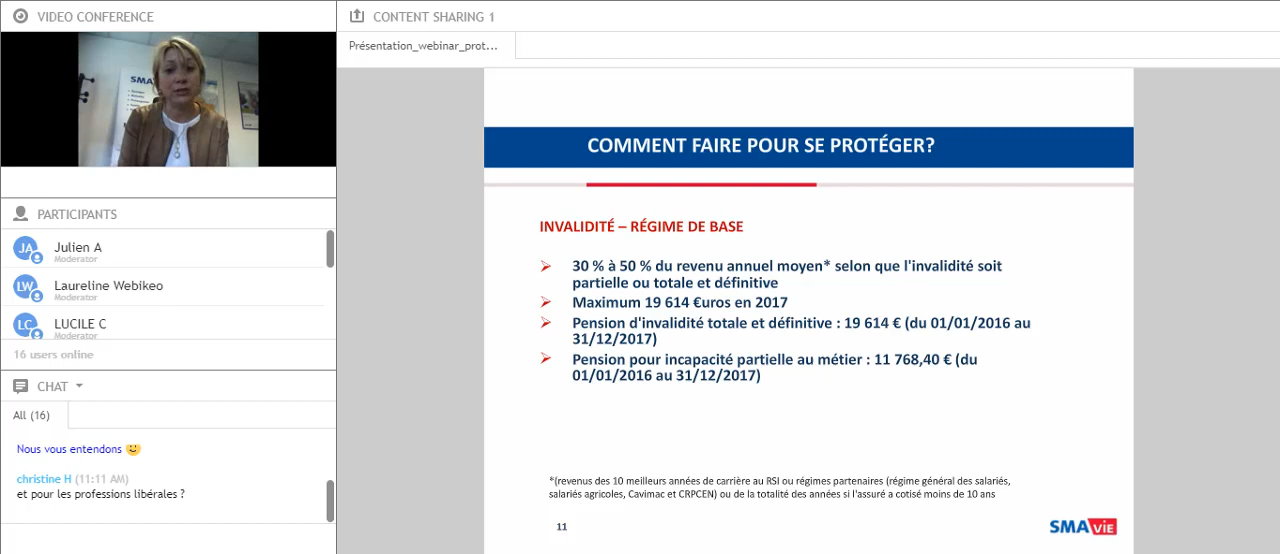 VIDEO CONFERENCE
SMA
PARTICIPANTS
JA
Julien A
Moderator
LW
Laureline Webikeo
Moderator
LC
LUCILE C
Moderator
16 users online
CHAT
All (16)
Nous vous entendons
christine H (11:11 AM)
et pour les professions libérales ?
CONTENT SHARING 1
Présentation_webinar_prot...
COMMENT FAIRE POUR SE PROTÉGER?
INVALIDITÉ – RÉGIME DE BASE
30 % à 50 % du revenu annuel moyen* selon que l'invalidité soit
partielle ou totale et définitive
Maximum 19 614 €uros en 2017
Pension d'invalidité totale et définitive : 19 614 € (du 01/01/2016 au
31/12/2017)
Pension pour incapacité partielle au métier : 11 768,40 € (du
01/01/2016 au 31/12/2017)
*(revenus des 10 meilleurs années de carrière au RSI ou régimes partenaires (régime général des salariés,
salariés agricoles, Cavimac et CRPCEN) ou de la totalité des années si l'assuré a cotisé moins de 10 ans
11
SMA VIE